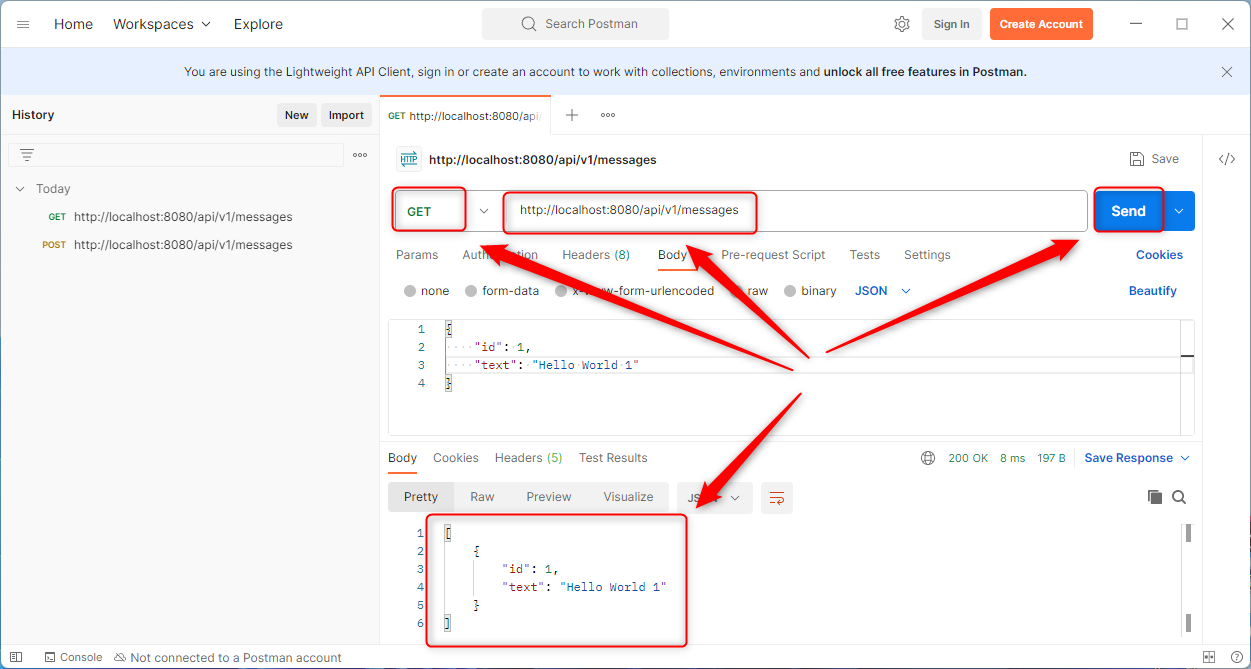 Home Workspaces Explore Search Postman Sign In Create Account
You are using the Lightweight API Client, sign in or create an account to work with collections, environments and unlock all free features in Postman.
History New Import
GET http://localhost:8080/api
Today
GET http://localhost:8080/api/v1/messages
POST http://localhost:8080/api/v1/messages
HTTP http://localhost:8080/api/v1/messages Save </>
GET http://localhost:8080/api/v1/messages Send
Params Headers (8) Body Pre-request Script Tests Settings Cookies
none form-data x-www-form-urlencoded raw binary JSON Beautify
1 {
2 "id": 1,
3 "text": "Hello World 1"
4 }
Body Cookies Headers (5) Test Results 200 OK 8 ms 197 B Save Response
Pretty Raw Preview Visualize JSON
1 [
2 {
3 "id": 1,
4 "text": "Hello World 1"
5 }
6 ]
Console Not connected to a Postman account